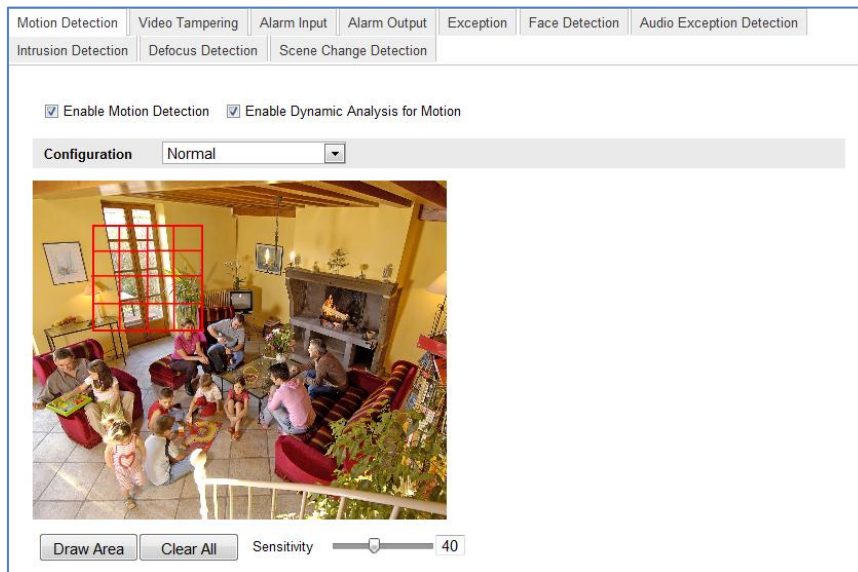 Motion Detection Video Tampering Alarm Input Alarm Output Exception Face Detection Audio Exception Detection
Intrusion Detection Defocus Detection Scene Change Detection
Enable Motion Detection Enable Dynamic Analysis for Motion
Configuration Normal
Draw Area Clear All Sensitivity 40